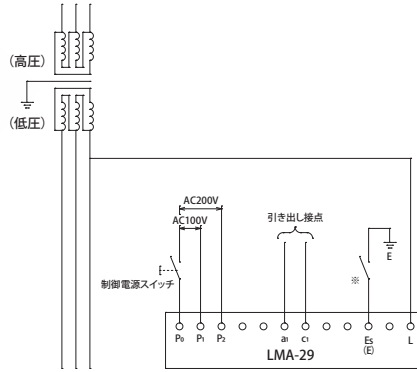 (高圧)
(低圧)
AC200V
AC100V
引き出し接点
E
制御電源スイッチ
※
P0 P1 P2 a1 c1 Es L
(E)
LMA-29